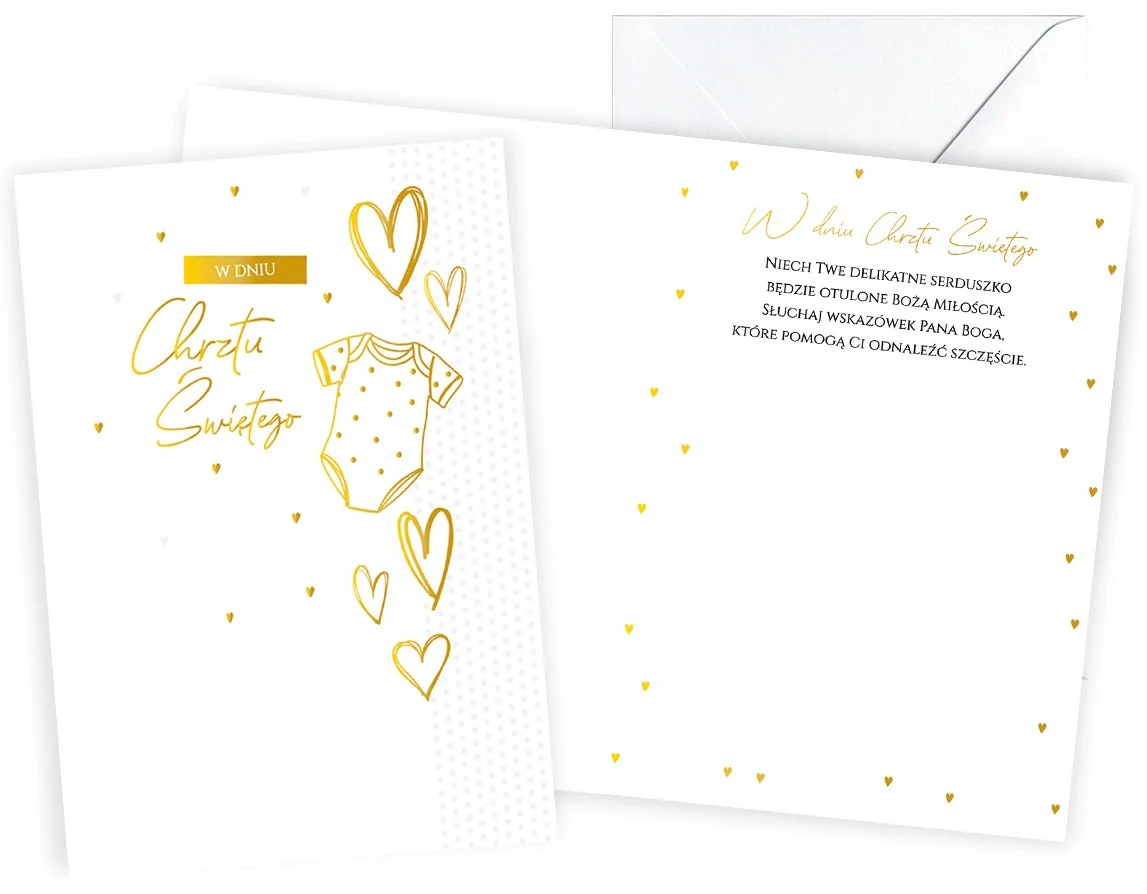 W DNIU
Chrztu
Świętego
W dniu Chrztu Świętego
Niech Twe delikatne serduszko
będzie otulone Bożą Miłością.
Słuchaj wskazówek Pana Boga,
które pomogą Ci odnaleźć szczęście.